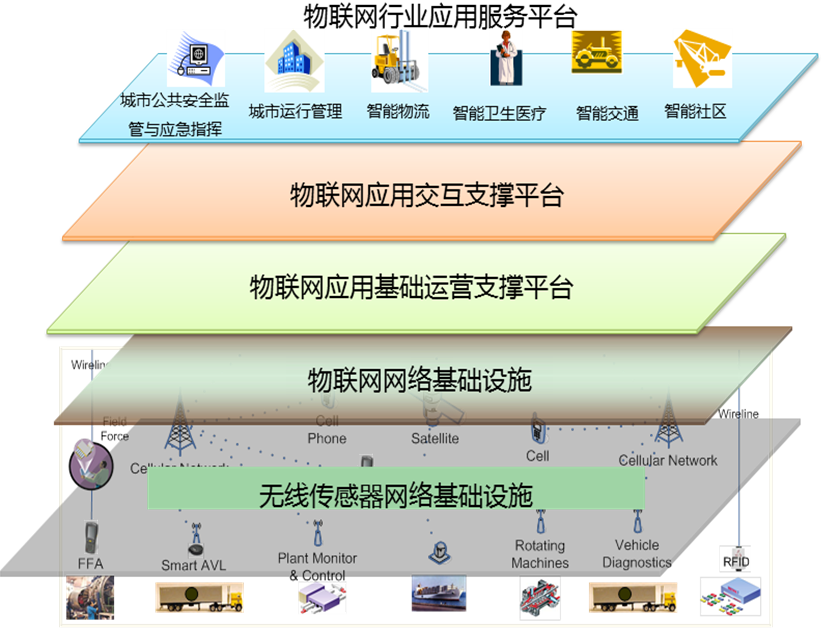 物联网行业应用服务平台
城市公共安全监
管与应急指挥
城市运行管理
智能物流
智能卫生医疗
智能交通
智能社区
物联网应用交互支撑平台
物联网应用基础运营支撑平台
物联网网络基础设施
Wireline
Wireline
Field
Force
Cell
Phone
Satellite
Cell
Cellular Network
Cellular Network
无线传感器网络基础设施
FFA
Smart AVL
Plant Monitor
& Control
Rotating
Machines
Vehicle
Diagnostics
RFID